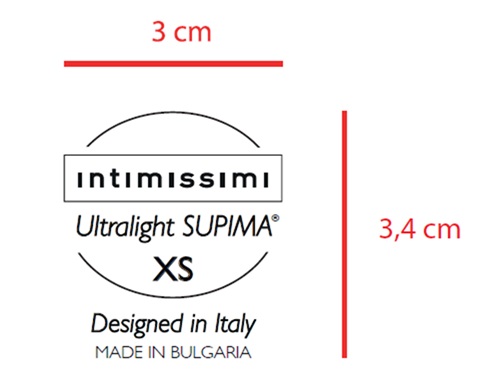 3 cm
intimissimi
Ultralight SUPIMA®
XS
3,4 cm
Designed in Italy
MADE IN BULGARIA